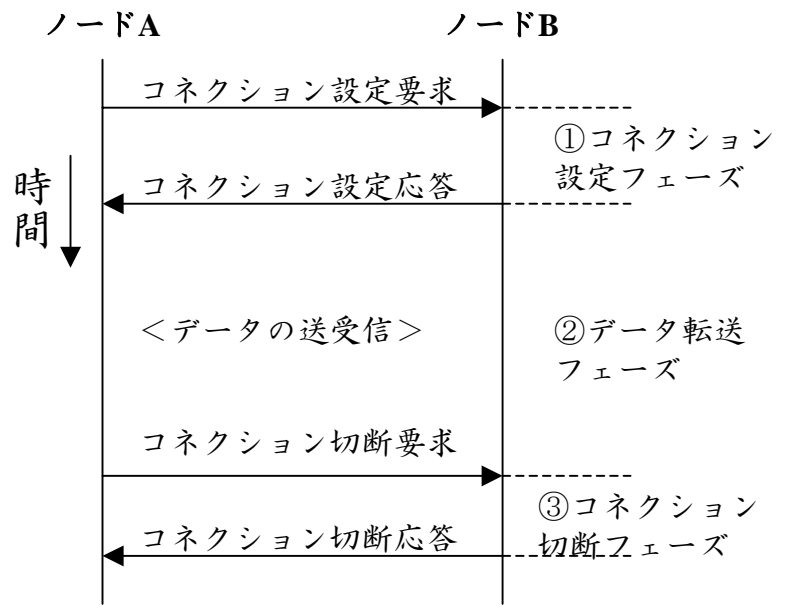 ノードA
ノードB
コネクション設定要求
①コネクション
設定フェーズ
時
間
コネクション設定応答
＜データの送受信＞
②データ転送
フェーズ
コネクション切断要求
③コネクション
切断フェーズ
コネクション切断応答